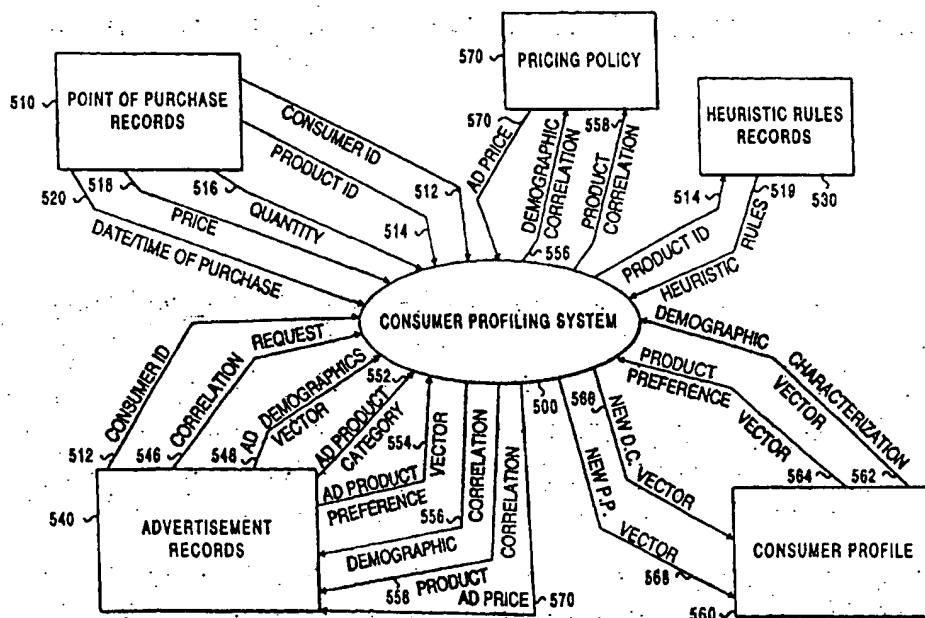 510
POINT OF PURCHASE
RECORDS
570
PRICING POLICY
HEURISTIC RULES
RECORDS
530
CONSUMER ID
512
PRODUCT ID
514
QUANTITY
516
PRICE
518
DATE/TIME OF PURCHASE
520
570
AD PRICE
DEMOGRAPHIC
CORRELATION
556
PRODUCT
CORRELATION
558
514
PRODUCT ID
519
HEURISTIC
RULES
CONSUMER PROFILING SYSTEM
500
CONSUMER ID
512
CORRELATION
REQUEST
546
AD DEMOGRAPHICS
VECTOR
548
552
AD PRODUCT
CATEGORY
554
AD PRODUCT
PREFERENCE
VECTOR
556
DEMOGRAPHIC
CORRELATION
558
PRODUCT
CORRELATION
AD PRICE
570
540
ADVERTISEMENT
RECORDS
566
NEW D.C.
VECTOR
NEW P.P.
VECTOR
568
PRODUCT
PREFERENCE
VECTOR
564
DEMOGRAPHIC
CHARACTERIZATION
VECTOR
562
CONSUMER PROFILE
560